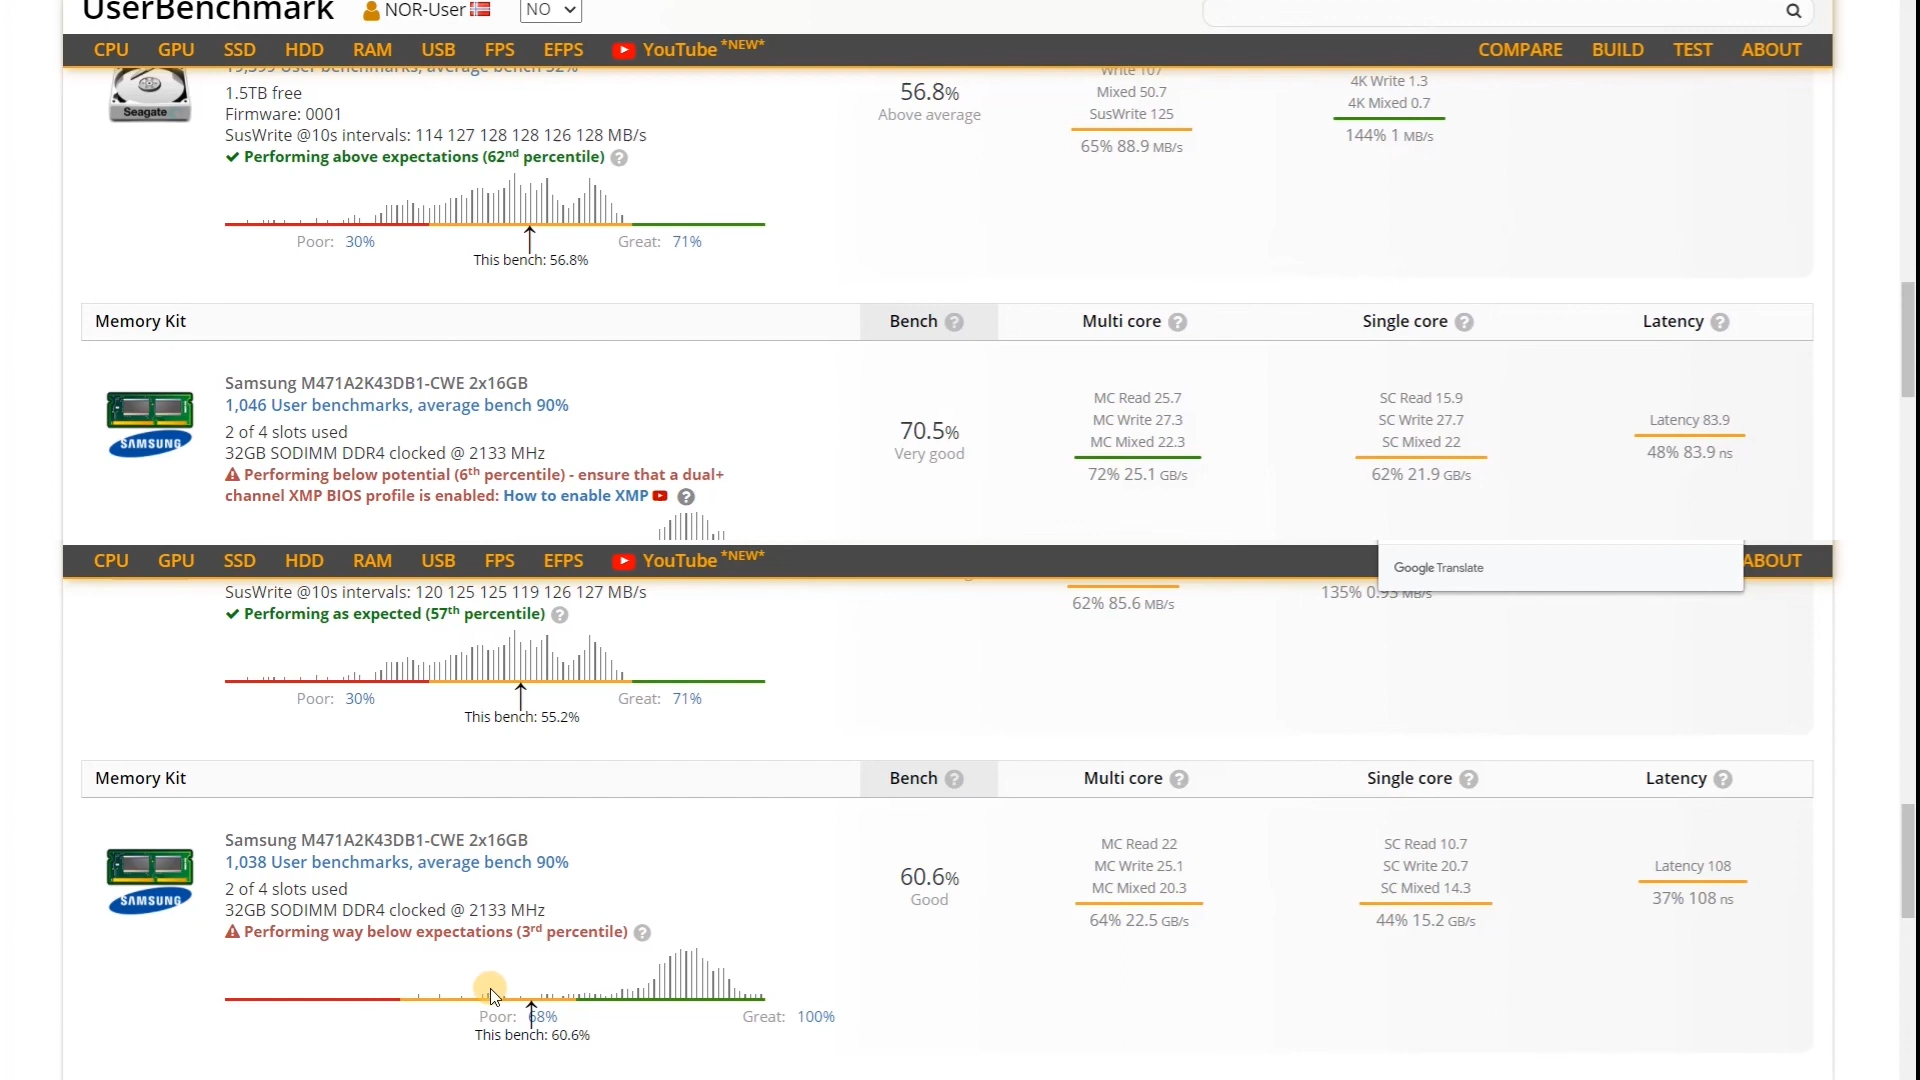 UserBenchmark NOR-User NO
CPU GPU SSD HDD RAM USB FPS EFPS YouTube *NEW* COMPARE BUILD TEST ABOUT
19,399 User benchmarks, average bench 52%
Seagate
1.5TB free
Firmware: 0001
SusWrite @10s intervals: 114 127 128 128 126 128 MB/s
✔ Performing above expectations (62nd percentile) ?
Poor: 30% Great: 71%
This bench: 56.8%
56.8%
Above average
Write 107
Mixed 50.7
SusWrite 125
65% 88.9 MB/s
4K Write 1.3
4K Mixed 0.7
144% 1 MB/s
Memory Kit Bench ? Multi core ? Single core ? Latency ?
SAMSUNG
Samsung M471A2K43DB1-CWE 2x16GB
1,046 User benchmarks, average bench 90%
2 of 4 slots used
32GB SODIMM DDR4 clocked @ 2133 MHz
Performing below potential (6th percentile) - ensure that a dual+
channel XMP BIOS profile is enabled: How to enable XMP ?
70.5%
Very good
MC Read 25.7
MC Write 27.3
MC Mixed 22.3
72% 25.1 GB/s
SC Read 15.9
SC Write 27.7
SC Mixed 22
62% 21.9 GB/s
Latency 83.9
48% 83.9 ns
CPU GPU SSD HDD RAM USB FPS EFPS YouTube *NEW* ABOUT
Google Translate
SusWrite @10s intervals: 120 125 125 119 126 127 MB/s
✔ Performing as expected (57th percentile) ?
Poor: 30% Great: 71%
This bench: 55.2%
62% 85.6 MB/s
135% 0.93 MB/s
Memory Kit Bench ? Multi core ? Single core ? Latency ?
SAMSUNG
Samsung M471A2K43DB1-CWE 2x16GB
1,038 User benchmarks, average bench 90%
2 of 4 slots used
32GB SODIMM DDR4 clocked @ 2133 MHz
Performing way below expectations (3rd percentile) ?
Poor: 68% Great: 100%
This bench: 60.6%
60.6%
Good
MC Read 22
MC Write 25.1
MC Mixed 20.3
64% 22.5 GB/s
SC Read 10.7
SC Write 20.7
SC Mixed 14.3
44% 15.2 GB/s
Latency 108
37% 108 ns